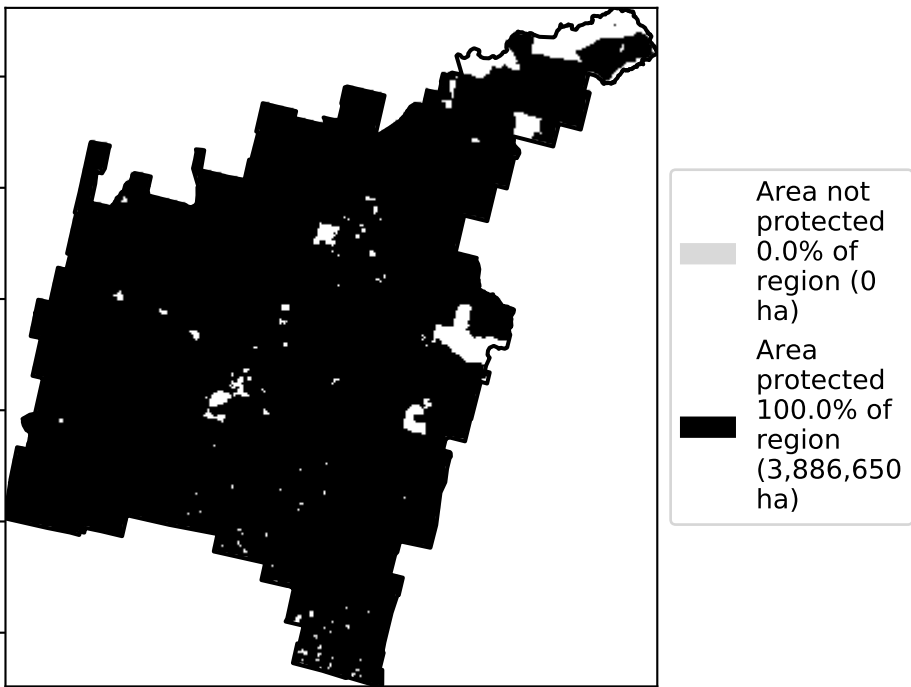 Area not
protected
0.0% of
region (0
ha)
Area
protected
100.0% of
region
(3,886,650
ha)